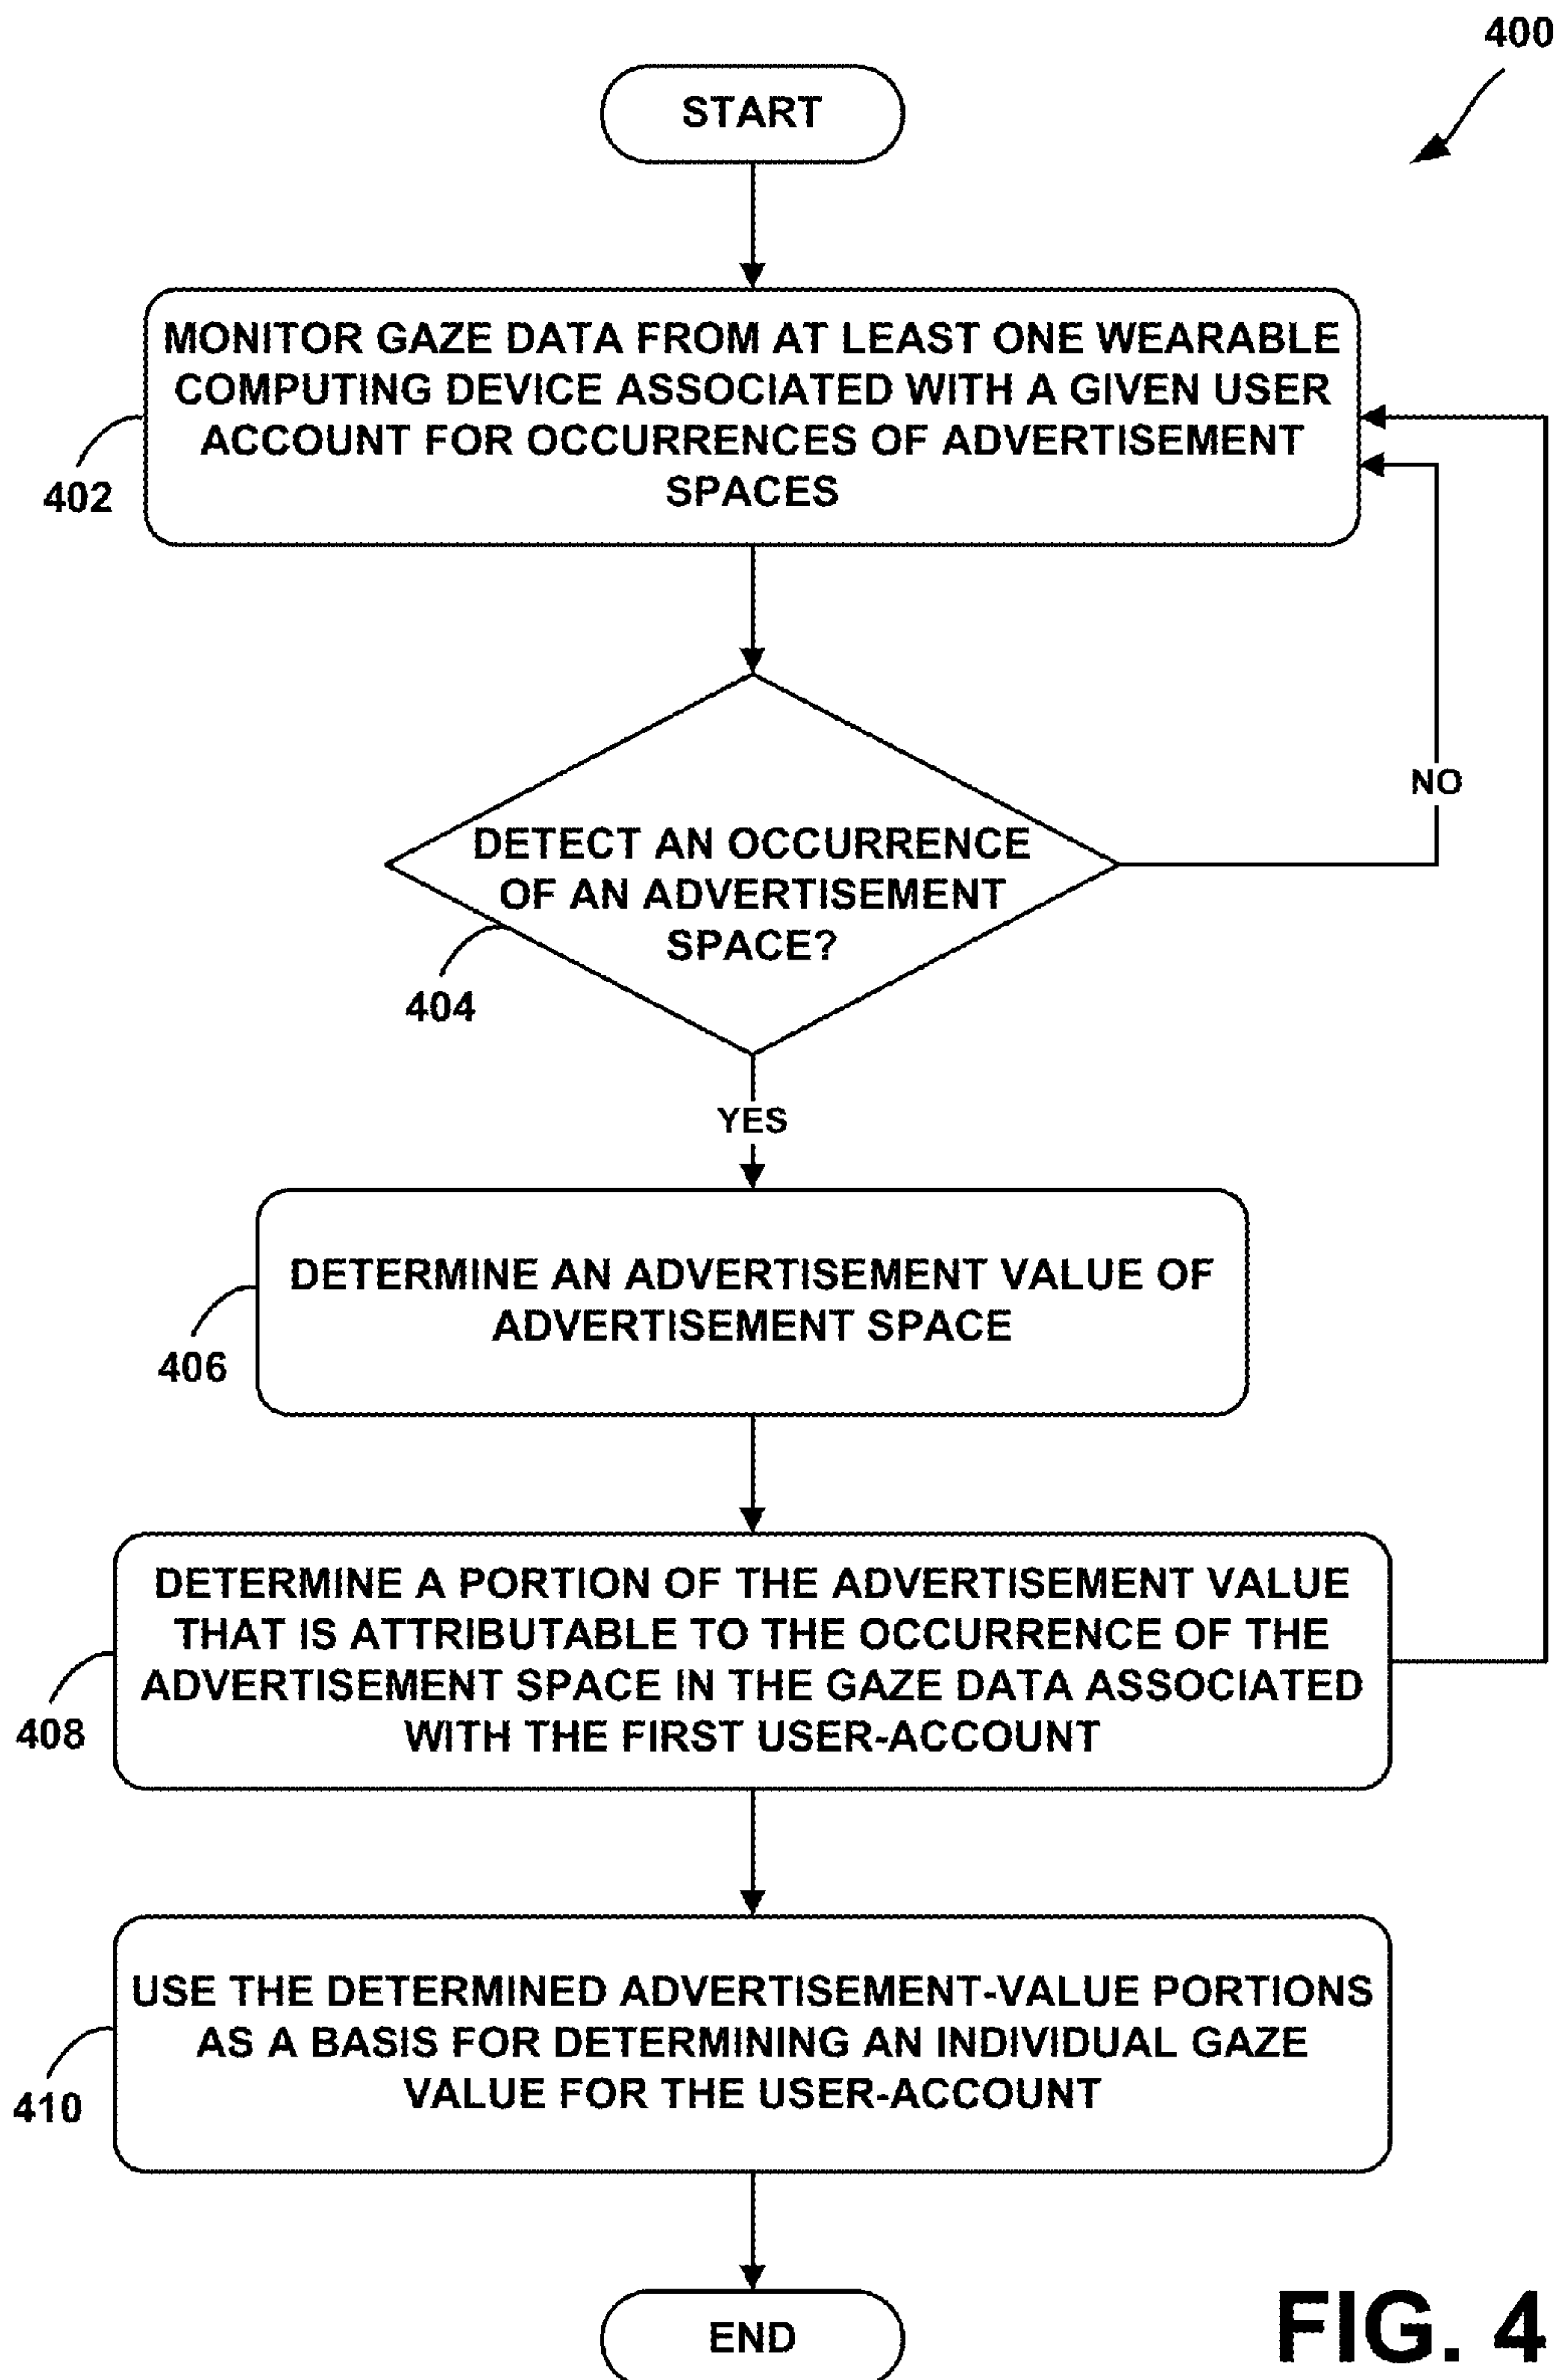 400
START
MONITOR GAZE DATA FROM AT LEAST ONE WEARABLE
COMPUTING DEVICE ASSOCIATED WITH A GIVEN USER
ACCOUNT FOR OCCURRENCES OF ADVERTISEMENT
SPACES
402
NO
DETECT AN OCCURRENCE
OF AN ADVERTISEMENT
SPACE?
404
YES
DETERMINE AN ADVERTISEMENT VALUE OF
ADVERTISEMENT SPACE
406
DETERMINE A PORTION OF THE ADVERTISEMENT VALUE
THAT IS ATTRIBUTABLE TO THE OCCURRENCE OF THE
ADVERTISEMENT SPACE IN THE GAZE DATA ASSOCIATED
WITH THE FIRST USER-ACCOUNT
408
USE THE DETERMINED ADVERTISEMENT-VALUE PORTIONS
AS A BASIS FOR DETERMINING AN INDIVIDUAL GAZE
VALUE FOR THE USER-ACCOUNT
410
END
FIG. 4